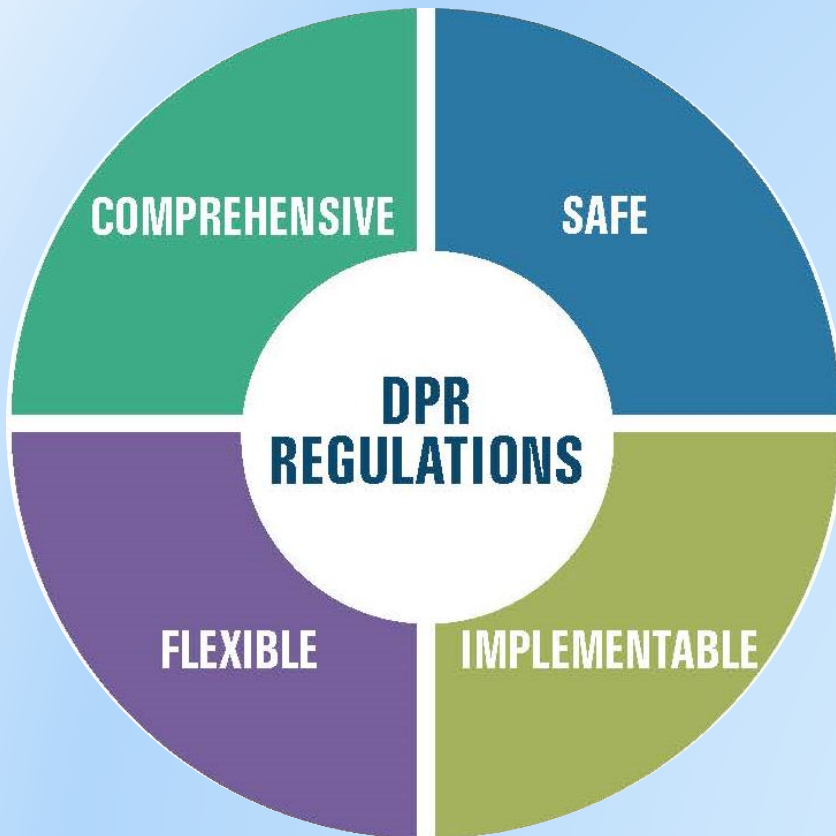 COMPREHENSIVE
SAFE
DPR
REGULATIONS
FLEXIBLE
IMPLEMENTABLE